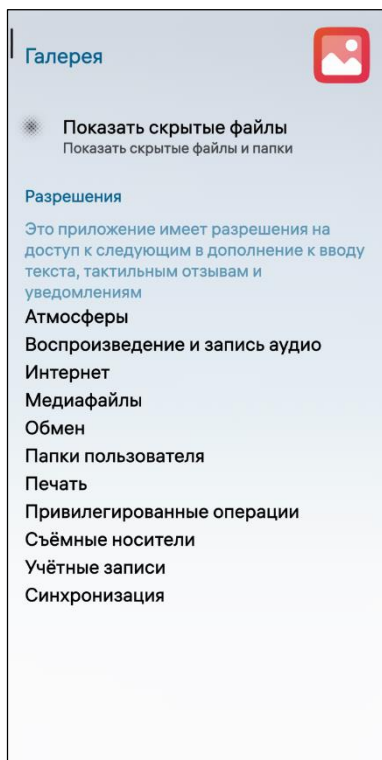 Галерея
Показать скрытые файлы
Показать скрытые файлы и папки
Разрешения
Это приложение имеет разрешения на
доступ к следующим в дополнение к вводу
текста, тактильным отзывам и
уведомлениям
Атмосферы
Воспроизведение и запись аудио
Интернет
Медиафайлы
Обмен
Папки пользователя
Печать
Привилегированные операции
Съёмные носители
Учётные записи
Синхронизация